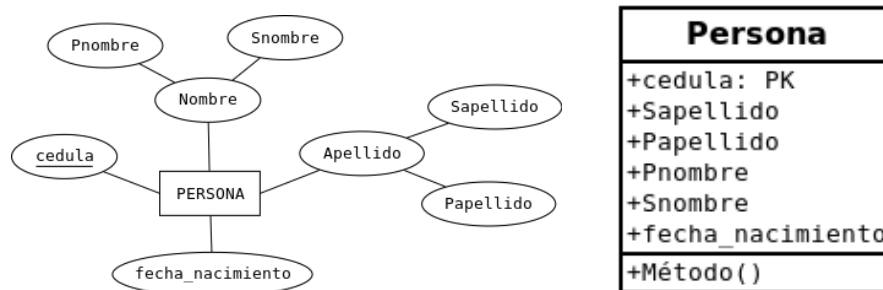 Pnombre
Snombre
Nombre
Sapellido
cedula
Apellido
PERSONA
Papellido
fecha_nacimiento
Persona
+cedula: PK
+Sapellido
+Papellido
+Pnombre
+Snombre
+fecha_nacimiento
+Método()